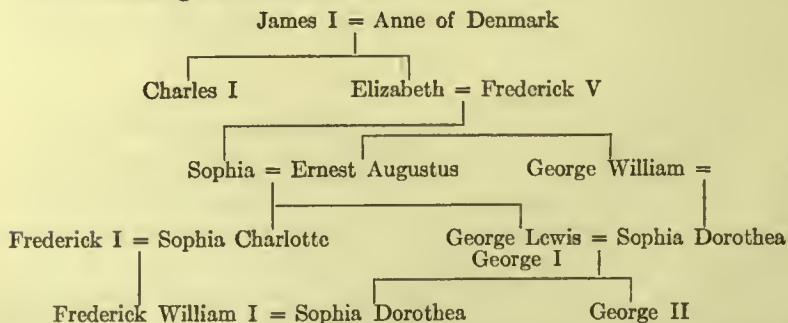 James I = Anne of Denmark
Charles I Elizabeth = Frederick V
Sophia = Ernest Augustus George William =
Frederick I = Sophia Charlotte George Lewis = Sophia Dorothea
George I
Frederick William I = Sophia Dorothea George II